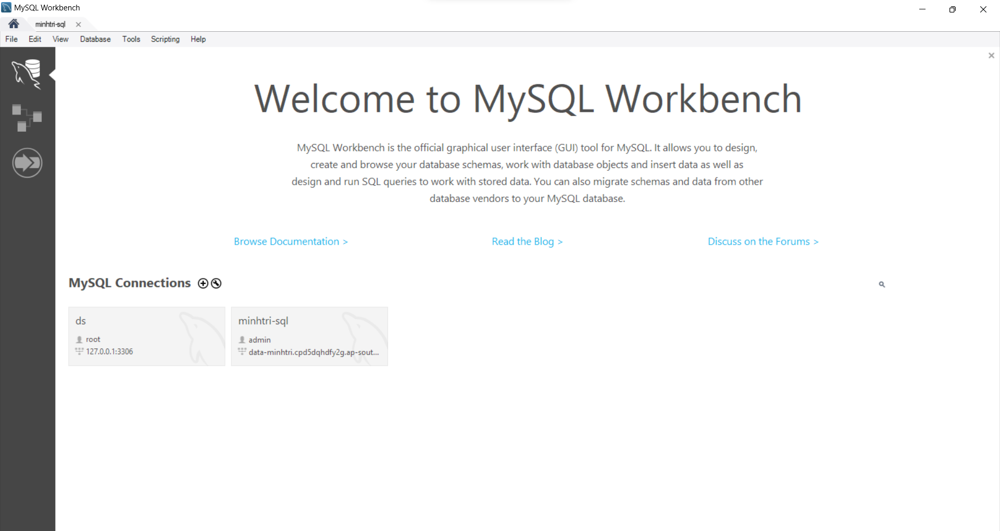 MySQL Workbench
minhtri-sql
File Edit View Database Tools Scripting Help
Welcome to MySQL Workbench
MySQL Workbench is the official graphical user interface (GUI) tool for MySQL. It allows you to design,
create and browse your database schemas, work with database objects and insert data as well as
design and run SQL queries to work with stored data. You can also migrate schemas and data from other
database vendors to your MySQL database.
Browse Documentation > Read the Blog > Discuss on the Forums >
MySQL Connections
ds
root
127.0.0.1:3306
minhtri-sql
admin
data-minhtri.cpd5dqhdfy2g.ap-sout...